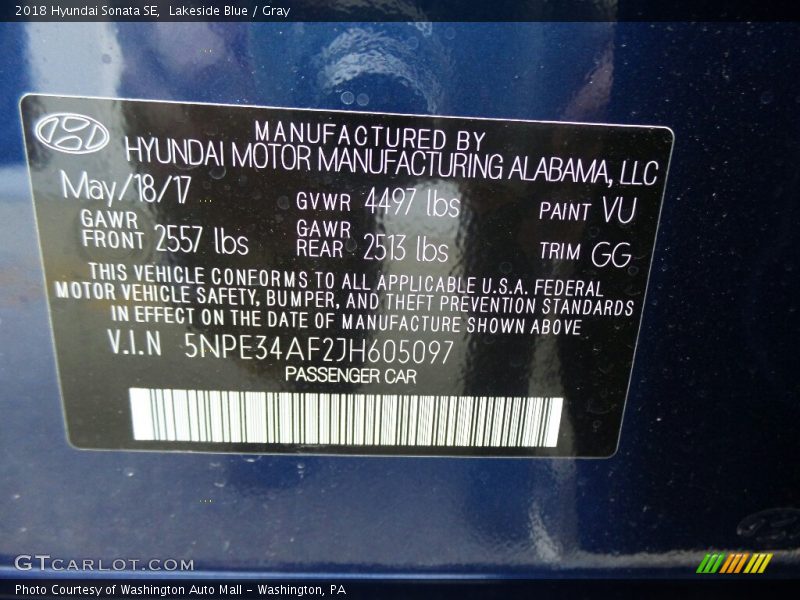 2018 Hyundai Sonata SE, Lakeside Blue / Gray
MANUFACTURED BY
HYUNDAI MOTOR MANUFACTURING ALABAMA, LLC
May/18/17 GVWR 4497 lbs PAINT VU
GAWR FRONT 2557 lbs GAWR REAR 2513 lbs TRIM GG
THIS VEHICLE CONFORMS TO ALL APPLICABLE U.S.A. FEDERAL
MOTOR VEHICLE SAFETY, BUMPER, AND THEFT PREVENTION STANDARDS
IN EFFECT ON THE DATE OF MANUFACTURE SHOWN ABOVE
V.I.N 5NPE34AF2JH605097
PASSENGER CAR
GTCARLOT.COM
Photo Courtesy of Washington Auto Mall - Washington, PA